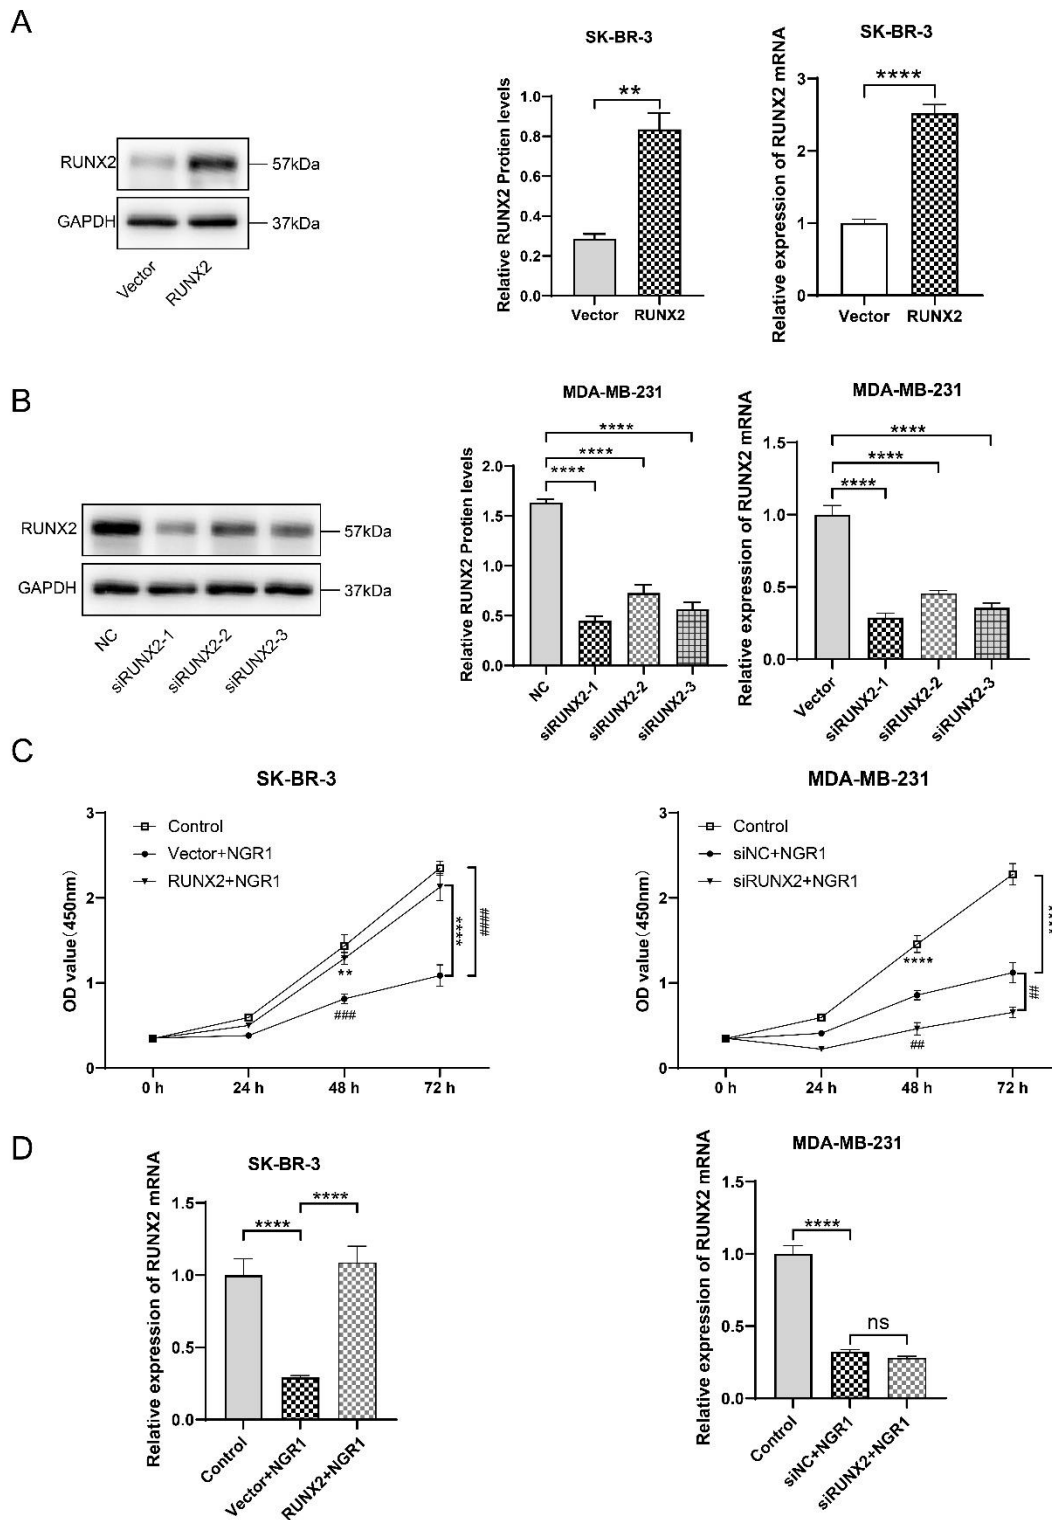 A
RUNX2
57kDa
GAPDH
37kDa
Vector
RUNX2
SK-BR-3
Relative RUNX2 Protien levels
1.0
0.8
0.6
0.4
0.2
0.0
**
Vector
RUNX2
SK-BR-3
Relative expression of RUNX2 mRNA
3
2
1
0
****
Vector
RUNX2
B
RUNX2
57kDa
GAPDH
37kDa
NC
siRUNX2-1
siRUNX2-2
siRUNX2-3
MDA-MB-231
Relative RUNX2 Protien levels
2.0
1.5
1.0
0.5
0.0
****
****
****
NC
siRUNX2-1
siRUNX2-2
siRUNX2-3
MDA-MB-231
Relative expression of RUNX2 mRNA
1.5
1.0
0.5
0.0
****
****
****
Vector
siRUNX2-1
siRUNX2-2
siRUNX2-3
C
SK-BR-3
OD value(450nm)
3
2
1
0
Control
Vector+NGR1
RUNX2+NGR1
**
###
****
####
0 h
24 h
48 h
72 h
MDA-MB-231
OD value(450nm)
3
2
1
0
Control
siNC+NGR1
siRUNX2+NGR1
****
##
##
0 h
24 h
48 h
72 h
D
SK-BR-3
Relative expression of RUNX2 mRNA
1.5
1.0
0.5
0.0
****
****
Control
Vector+NGR1
RUNX2+NGR1
MDA-MB-231
Relative expression of RUNX2 mRNA
1.5
1.0
0.5
0.0
****
ns
Control
siNC+NGR1
siRUNX2+NGR1